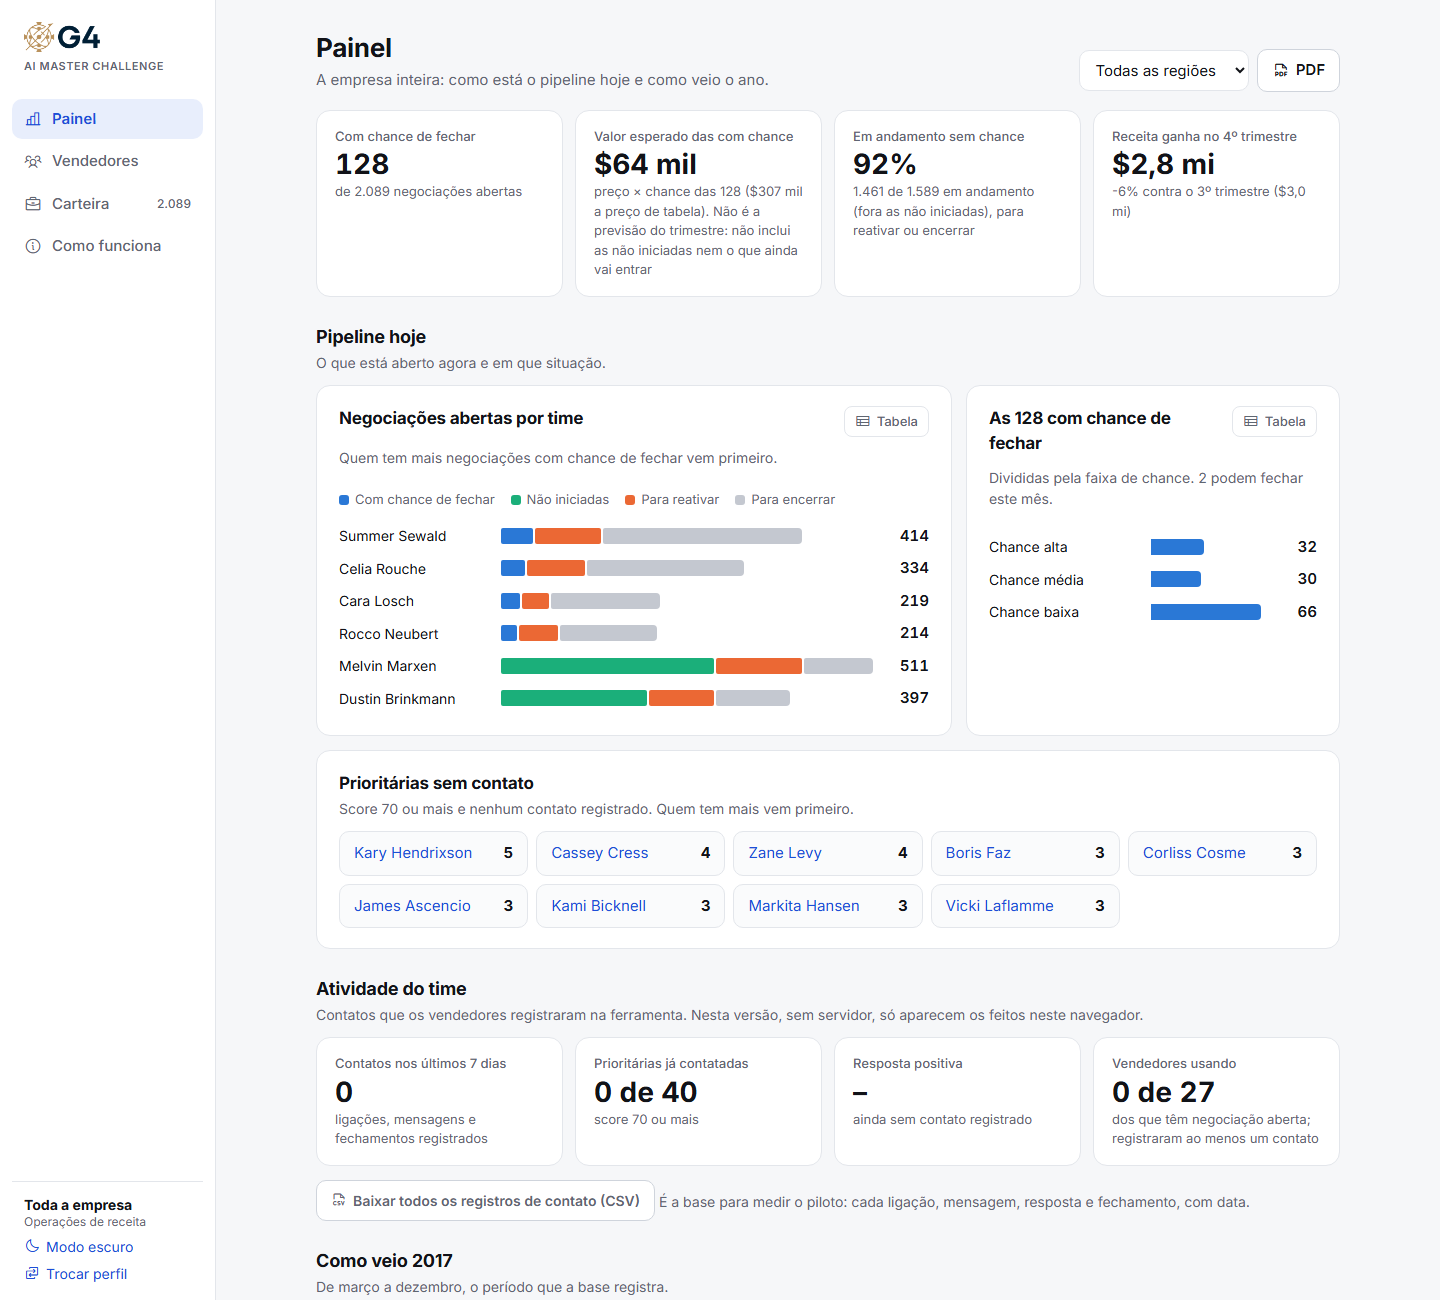 G4
AI MASTER CHALLENGE
Painel
Vendedores
Carteira 2.089
Como funciona
Toda a empresa
Operações de receita
Modo escuro
Trocar perfil
Painel
A empresa inteira: como está o pipeline hoje e como veio o ano.
Todas as regiões
PDF
Com chance de fechar
128
de 2.089 negociações abertas
Valor esperado das com chance
$64 mil
preço × chance das 128 ($307 mil
a preço de tabela). Não é a
previsão do trimestre: não inclui
as não iniciadas nem o que ainda
vai entrar
Em andamento sem chance
92%
1.461 de 1.589 em andamento
(fora as não iniciadas), para
reativar ou encerrar
Receita ganha no 4º trimestre
$2,8 mi
-6% contra o 3º trimestre ($3,0
mi)
Pipeline hoje
O que está aberto agora e em que situação.
Negociações abertas por time
Tabela
Quem tem mais negociações com chance de fechar vem primeiro.
Com chance de fechar Não iniciadas Para reativar Para encerrar
Summer Sewald 414
Celia Rouche 334
Cara Losch 219
Rocco Neubert 214
Melvin Marxen 511
Dustin Brinkmann 397
As 128 com chance de
fechar
Tabela
Divididas pela faixa de chance. 2 podem fechar
este mês.
Chance alta 32
Chance média 30
Chance baixa 66
Prioritárias sem contato
Score 70 ou mais e nenhum contato registrado. Quem tem mais vem primeiro.
Kary Hendrixson 5 Cassey Cress 4 Zane Levy 4 Boris Faz 3 Corliss Cosme 3
James Ascencio 3 Kami Bicknell 3 Markita Hansen 3 Vicki Laflamme 3
Atividade do time
Contatos que os vendedores registraram na ferramenta. Nesta versão, sem servidor, só aparecem os feitos neste navegador.
Contatos nos últimos 7 dias
0
ligações, mensagens e
fechamentos registrados
Prioritárias já contatadas
0 de 40
score 70 ou mais
Resposta positiva
–
ainda sem contato registrado
Vendedores usando
0 de 27
dos que têm negociação aberta;
registraram ao menos um contato
CSV Baixar todos os registros de contato (CSV) É a base para medir o piloto: cada ligação, mensagem, resposta e fechamento, com data.
Como veio 2017
De março a dezembro, o período que a base registra.